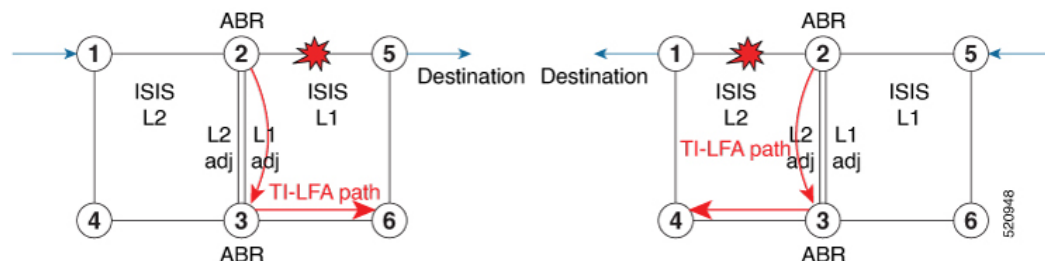 ABR
1
2
5
Destination
ISIS
L2
ISIS
L1
L2
adj
L1
adj
TI-LFA path
4
3
6
ABR
ABR
1
2
5
Destination
ISIS
L2
ISIS
L1
L2
adj
L1
adj
TI-LFA path
4
3
6
ABR
520948